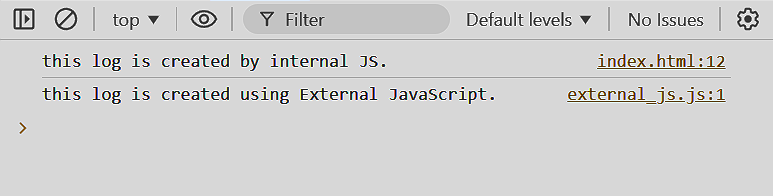 top Filter Default levels No Issues
this log is created by internal JS. index.html:12
this log is created using External JavaScript. external_js.js:1